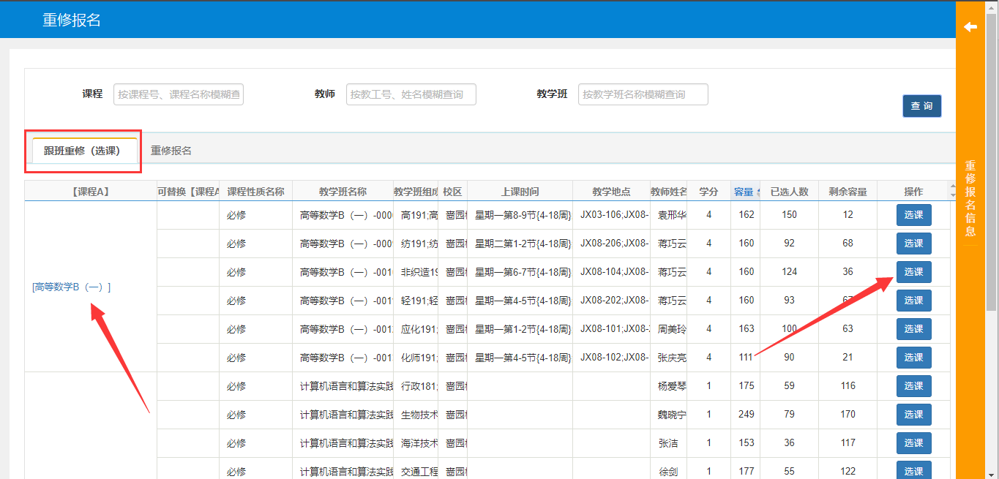 重修报名
课程 按课程号、课程名称模糊查 教师 按教工号、姓名模糊查询 教学班 按教学班名称模糊查询
查 询
跟班重修（选课） 重修报名
【课程A】 可替换【课程A 课程性质名称 教学班名称 教学班组成 校区 上课时间 教学地点 教师姓名 学分 容量 已选人数 剩余容量 操作
必修 高等数学B（一）-000 高191;高 啬园 星期一第8-9节{4-18周} JX03-106;JX08- 袁邢华 4 162 150 12 选课
必修 高等数学B（一）-000 纺191;纺 啬园 星期二第1-2节{4-18周} JX08-206;JX08- 蒋巧云 4 160 92 68 选课
必修 高等数学B（一）-001 非织造19 啬园 星期一第6-7节{4-18周} JX08-104;JX08- 蒋巧云 4 160 124 36 选课
[高等数学B（一）]
必修 高等数学B（一）-001 轻191;轻 啬园 星期一第4-5节{4-18周} JX08-202;JX08- 蒋巧云 4 160 93 67 选课
必修 高等数学B（一）-001 应化191; 啬园 星期一第1-2节{4-18周} JX08-101;JX08- 周美玲 4 163 100 63 选课
必修 高等数学B（一）-001 化师191; 啬园 星期一第4-5节{4-18周} JX08-102;JX08- 张庆亮 4 111 90 21 选课
必修 计算机语言和算法实践 行政181; 啬园 杨爱琴 1 175 59 116 选课
必修 计算机语言和算法实践 生物技术 啬园 魏晓宁 1 249 79 170 选课
必修 计算机语言和算法实践 海洋技术 啬园 张洁 1 153 36 117 选课
必修 计算机语言和算法实践 交通工程 啬园 徐剑 1 177 55 122 选课
重修报名信息